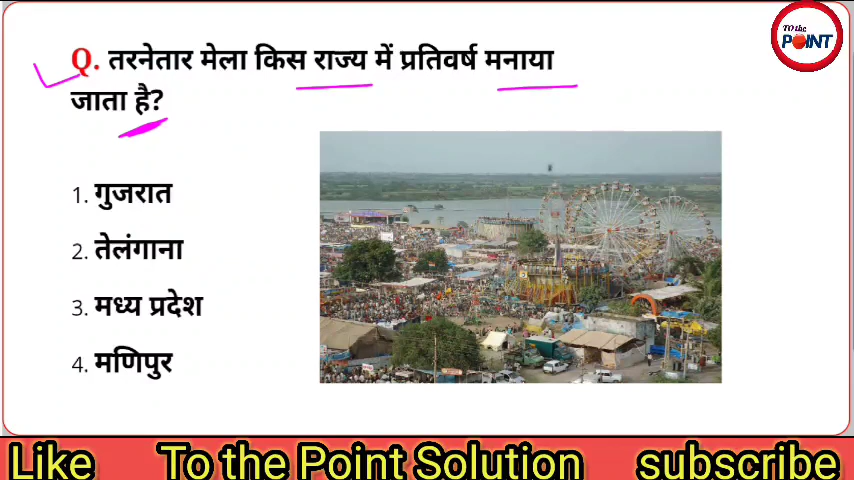 TO the
POINT
Q. तरनेतार मेला किस राज्य में प्रतिवर्ष मनाया
जाता है?
1. गुजरात
2. तेलंगाना
3. मध्य प्रदेश
4. मणिपुर
Like To the Point Solution subscribe